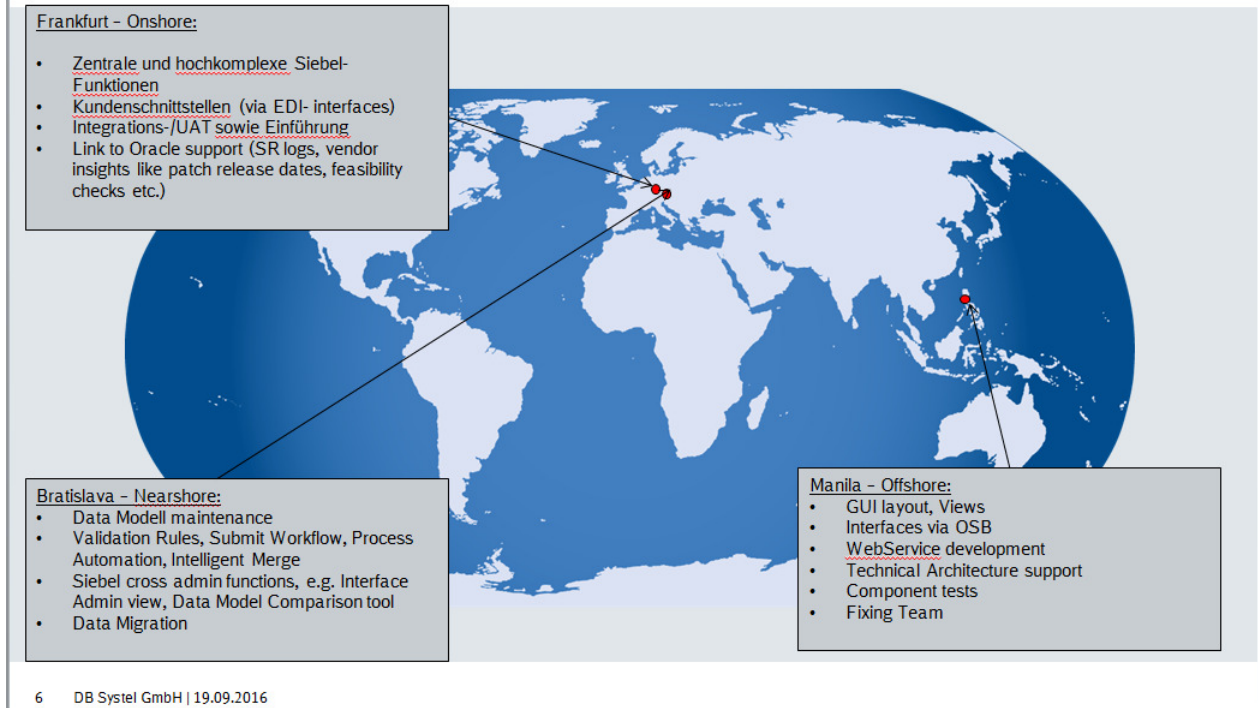 Frankfurt – Onshore:
• Zentrale und hochkomplexe Siebel-
Funktionen
• Kundenschnittstellen (via EDI- interfaces)
• Integrations-/UAT sowie Einführung
• Link to Oracle support (SR logs, vendor
insights like patch release dates, feasibility
checks etc.)
Bratislava – Nearshore:
• Data Modell maintenance
• Validation Rules, Submit Workflow, Process
Automation, Intelligent Merge
• Siebel cross admin functions, e.g. Interface
Admin view, Data Model Comparison tool
• Data Migration
Manila – Offshore:
• GUI layout, Views
• Interfaces via OSB
• WebService development
• Technical Architecture support
• Component tests
• Fixing Team
6 DB Systel GmbH | 19.09.2016